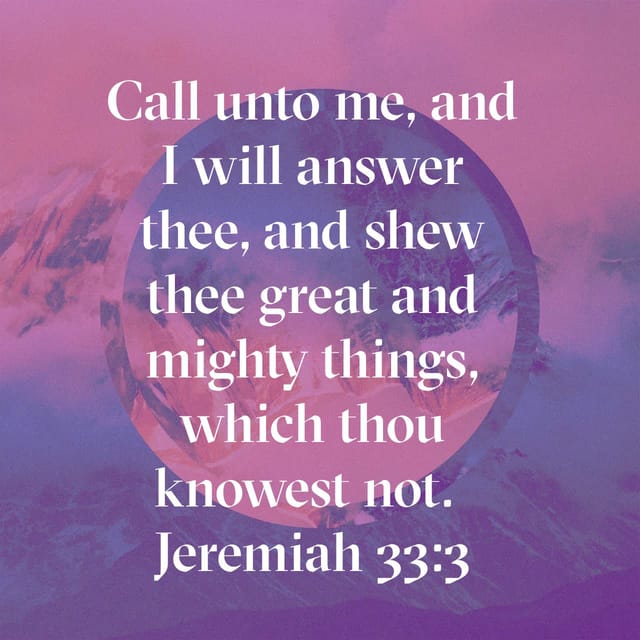 Call unto me, and
I will answer
thee, and shew
thee great and
mighty things,
which thou
knowest not.
Jeremiah 33:3